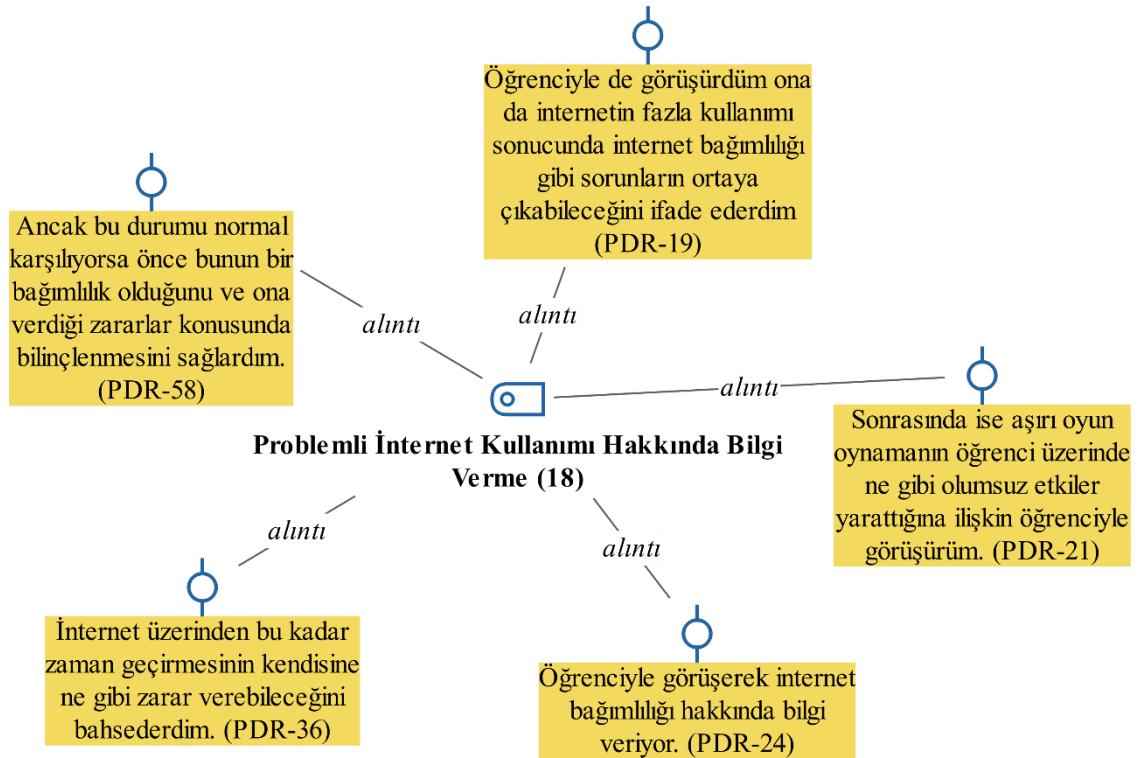 Öğrenciyle de görüşürdüm ona
da internetin fazla kullanımı
sonucunda internet bağımlılığı
gibi sorunların ortaya
çıkabileceğini ifade ederdim
(PDR-19)
Ancak bu durumu normal
karşılıyorsa önce bunun bir
bağımlılık olduğunu ve ona
verdiği zararlar konusunda
bilinçlenmesini sağlardım.
(PDR-58)
alıntı
alıntı
alıntı
Problemli İnternet Kullanımı Hakkında Bilgi
Verme (18)
Sonrasında ise aşırı oyun
oynamanın öğrenci üzerinde
ne gibi olumsuz etkiler
yarattığına ilişkin öğrenciyle
görüşürüm. (PDR-21)
alıntı
alıntı
İnternet üzerinden bu kadar
zaman geçirmesinin kendisine
ne gibi zarar verebileceğini
bahsederdim. (PDR-36)
Öğrenciyle görüşerek internet
bağımlılığı hakkında bilgi
veriyor. (PDR-24)